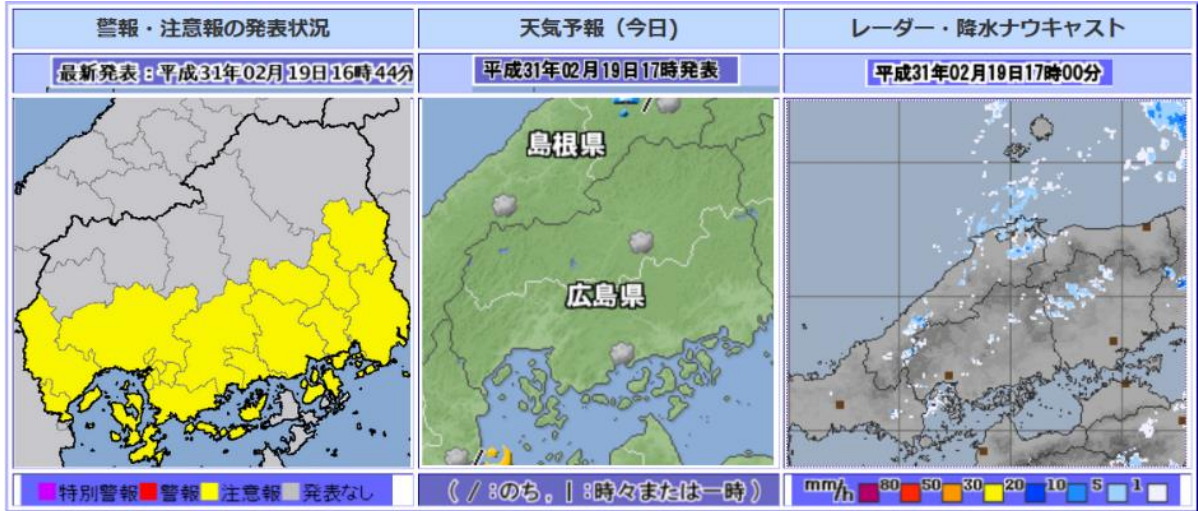 警報・注意報の発表状況
天気予報（今日)
レーダー・降水ナウキャスト
最新発表：平成31年02月19日16時44分
平成31年02月19日17時発表
平成31年02月19日17時00分
島根県
広島県
特別警報 警報 注意報 発表なし
( / :のち, | :時々または一時 )
mm/h 80 50 30 20 10 5 1